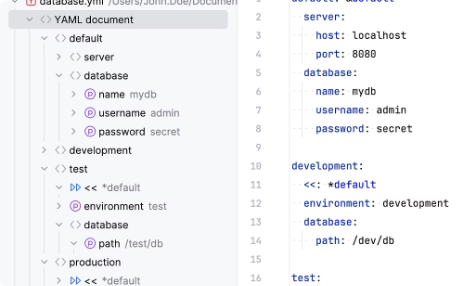 database.yml /Users/John.Doe/Documen
YAML document
default
server
database
name mydb
username admin
password secret
development
test
<< *default
environment test
database
path /test/db
production
<< *default
1
2 server:
3 host: localhost
4 port: 8080
5 database:
6 name: mydb
7 username: admin
8 password: secret
9
10 development:
11 <<: *default
12 environment: development
13 database:
14 path: /dev/db
15
16 test: